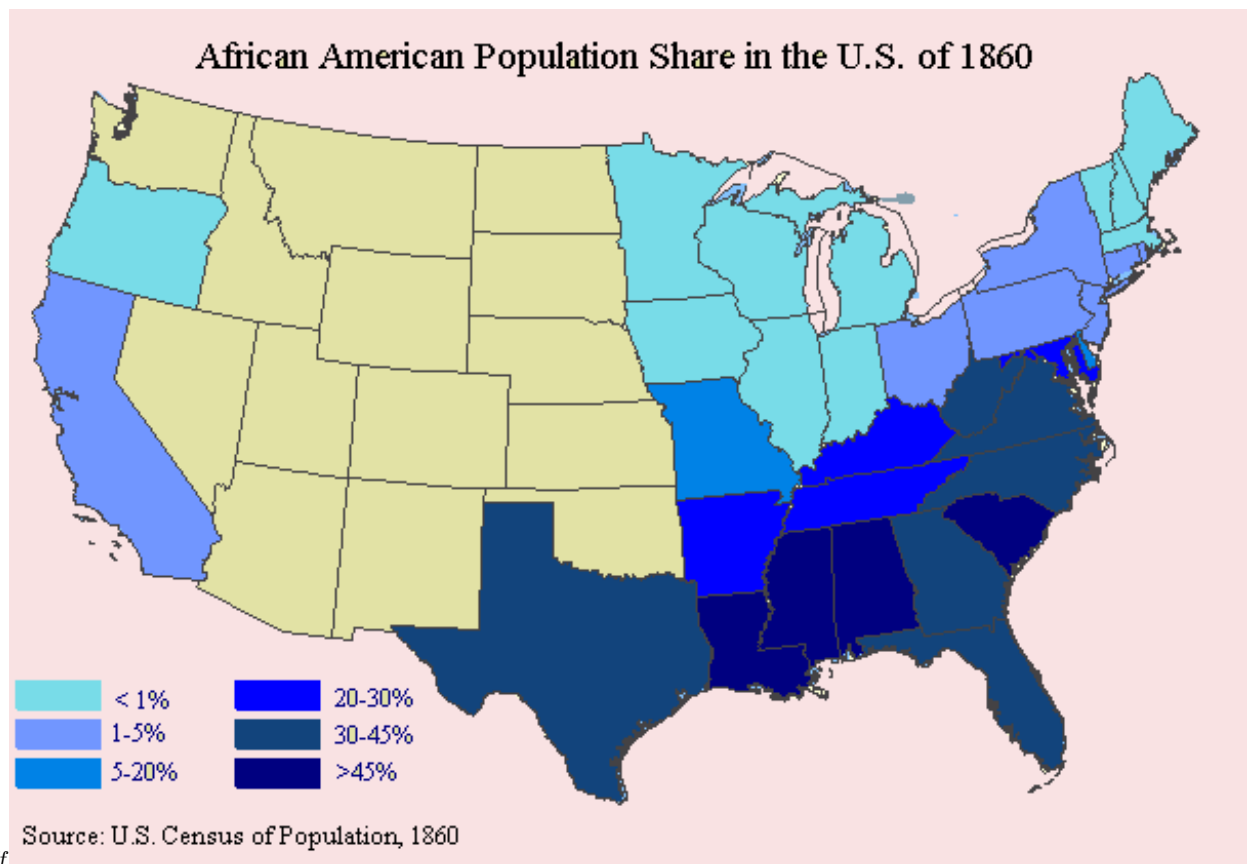 African American Population Share in the U.S. of 1860
< 1%
1-5%
5-20%
20-30%
30-45%
>45%
Source: U.S. Census of Population, 1860
f